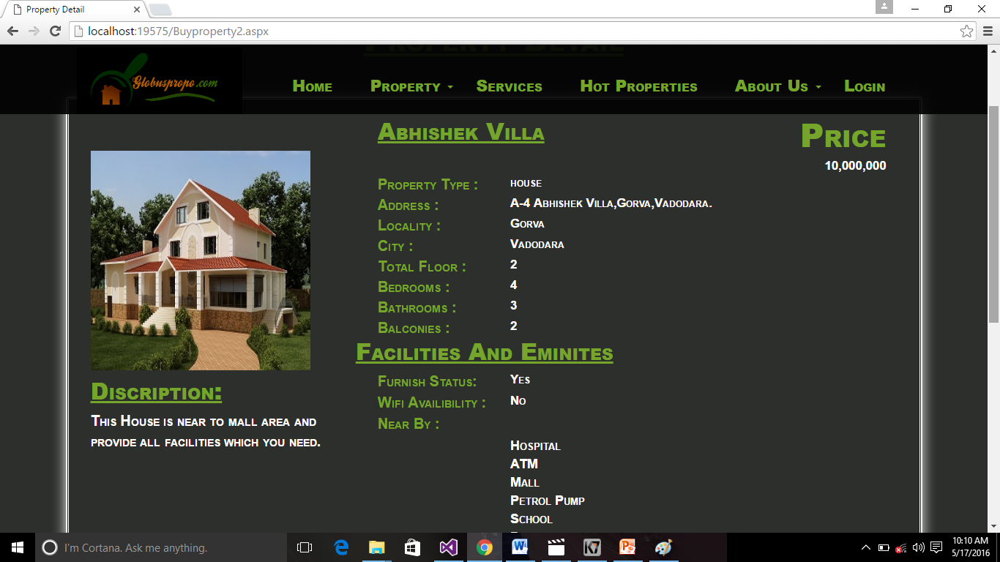 Property Detail
localhost:19575/Buyproperty2.aspx
Property Detail
Globuspropo.com
Home Property Services Hot Properties About Us Login
Abhishek Villa
Price
10,000,000
Property Type : house
Address : A-4 Abhishek Villa,Gorva,Vadodara.
Locality : Gorva
City : Vadodara
Total Floor : 2
Bedrooms : 4
Bathrooms : 3
Balconies : 2
Facilities And Eminites
Furnish Status: Yes
Wifi Availibility : No
Near By :
Hospital
ATM
Mall
Petrol Pump
School
Discription:
This House is near to mall area and
provide all facilities which you need.
I'm Cortana. Ask me anything.
10:10 AM
5/17/2016